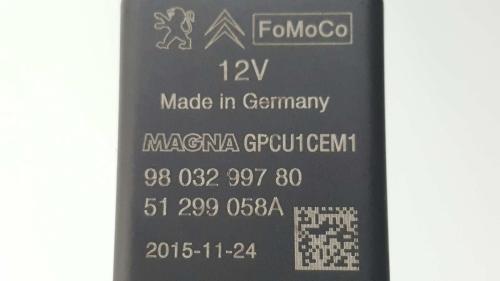 FoMoCo
12V
Made in Germany
MAGNA GPCU1CEM1
98 032 997 80
51 299 058A
2015-11-24